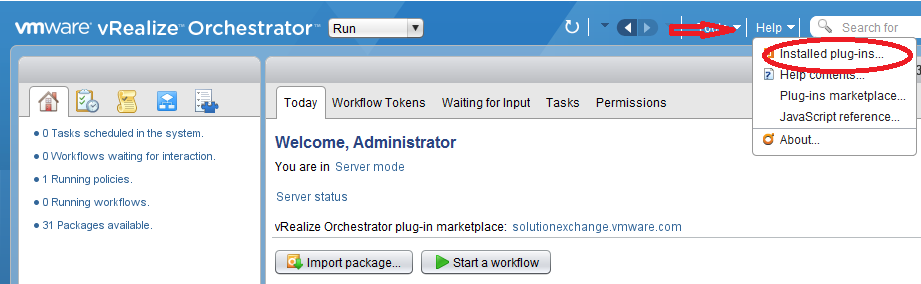 vmware vRealize™ Orchestrator™ Run Help Search for
Installed plug-ins...
Help contents...
Plug-ins marketplace...
JavaScript reference...
About...
0 Tasks scheduled in the system.
0 Workflows waiting for interaction.
1 Running policies.
0 Running workflows.
31 Packages available.
Today Workflow Tokens Waiting for Input Tasks Permissions
Welcome, Administrator
You are in Server mode
Server status
vRealize Orchestrator plug-in marketplace: solutionexchange.vmware.com
Import package... Start a workflow